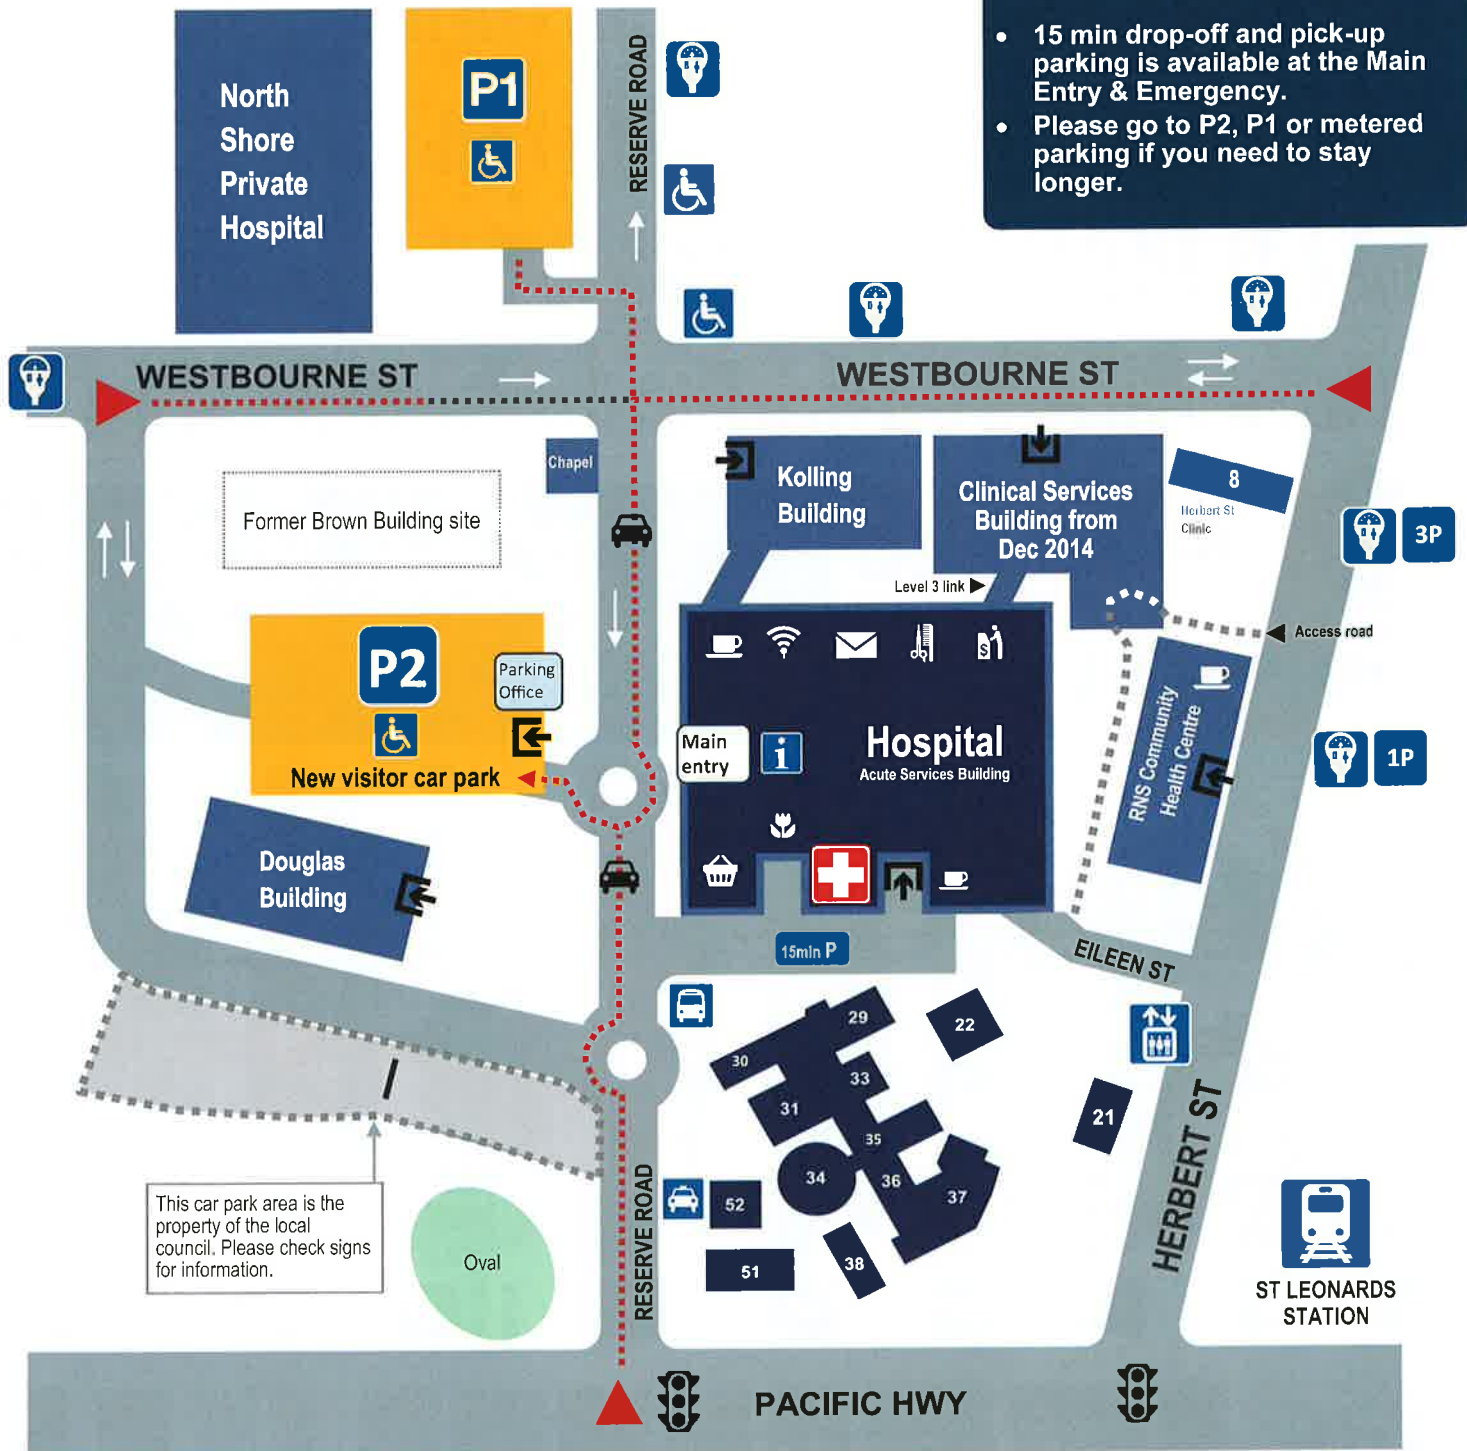 • 15 min drop-off and pick-up
parking is available at the Main
Entry & Emergency.
• Please go to P2, P1 or metered
parking if you need to stay
longer.
North
Shore
Private
Hospital
P1
RESERVE ROAD
WESTBOURNE ST
WESTBOURNE ST
Chapel
Former Brown Building site
Kolling
Building
Clinical Services
Building from
Dec 2014
8
Herbert St
Clinic
3P
Level 3 link
Access road
P2
Parking
Office
New visitor car park
Main
entry
i
$
Hospital
Acute Services Building
RNS Community
Health Centre
1P
Douglas
Building
15min P
EILEEN ST
29
22
30
33
31
21
35
34
36
37
52
38
51
HERBERT ST
This car park area is the
property of the local
council. Please check signs
for information.
Oval
RESERVE ROAD
ST LEONARDS
STATION
PACIFIC HWY